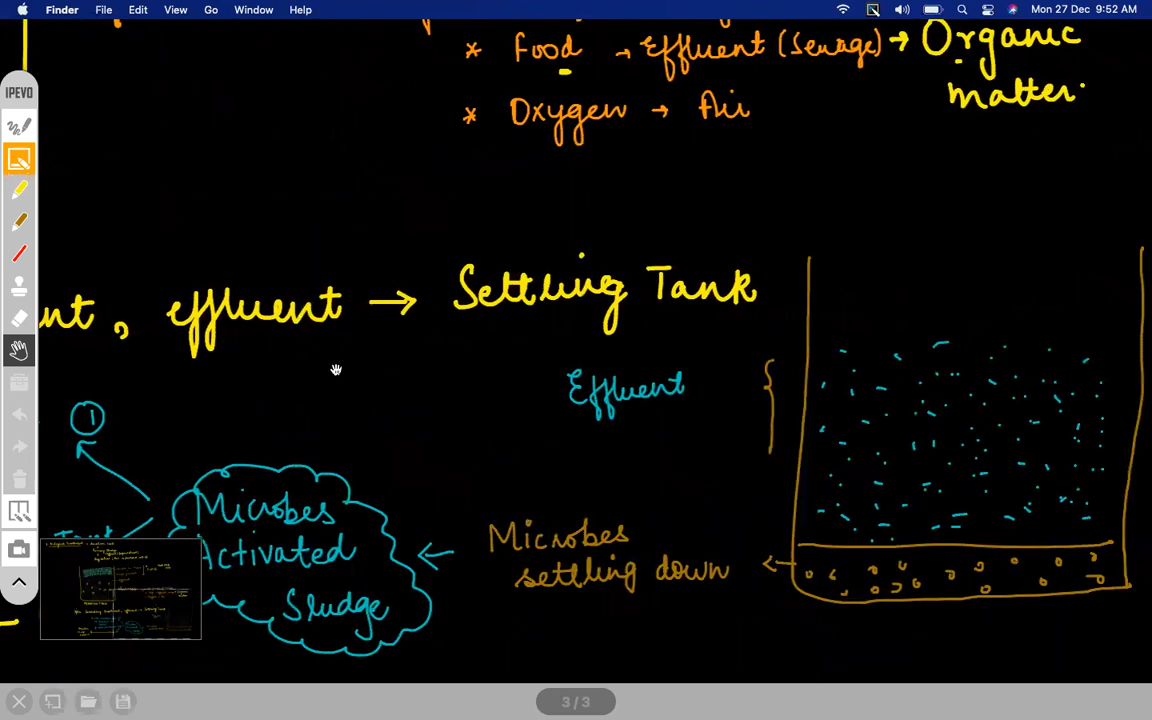 Finder File Edit View Go Window Help Mon 27 Dec 9:52 AM
* Food → Effluent (Sewage) → Organic matter
* Oxygen → Air
IPEVO
nt, effluent → Settling Tank
Effluent
1
Microbes
Activated
Sludge
← Microbes
settling down ←
3/3